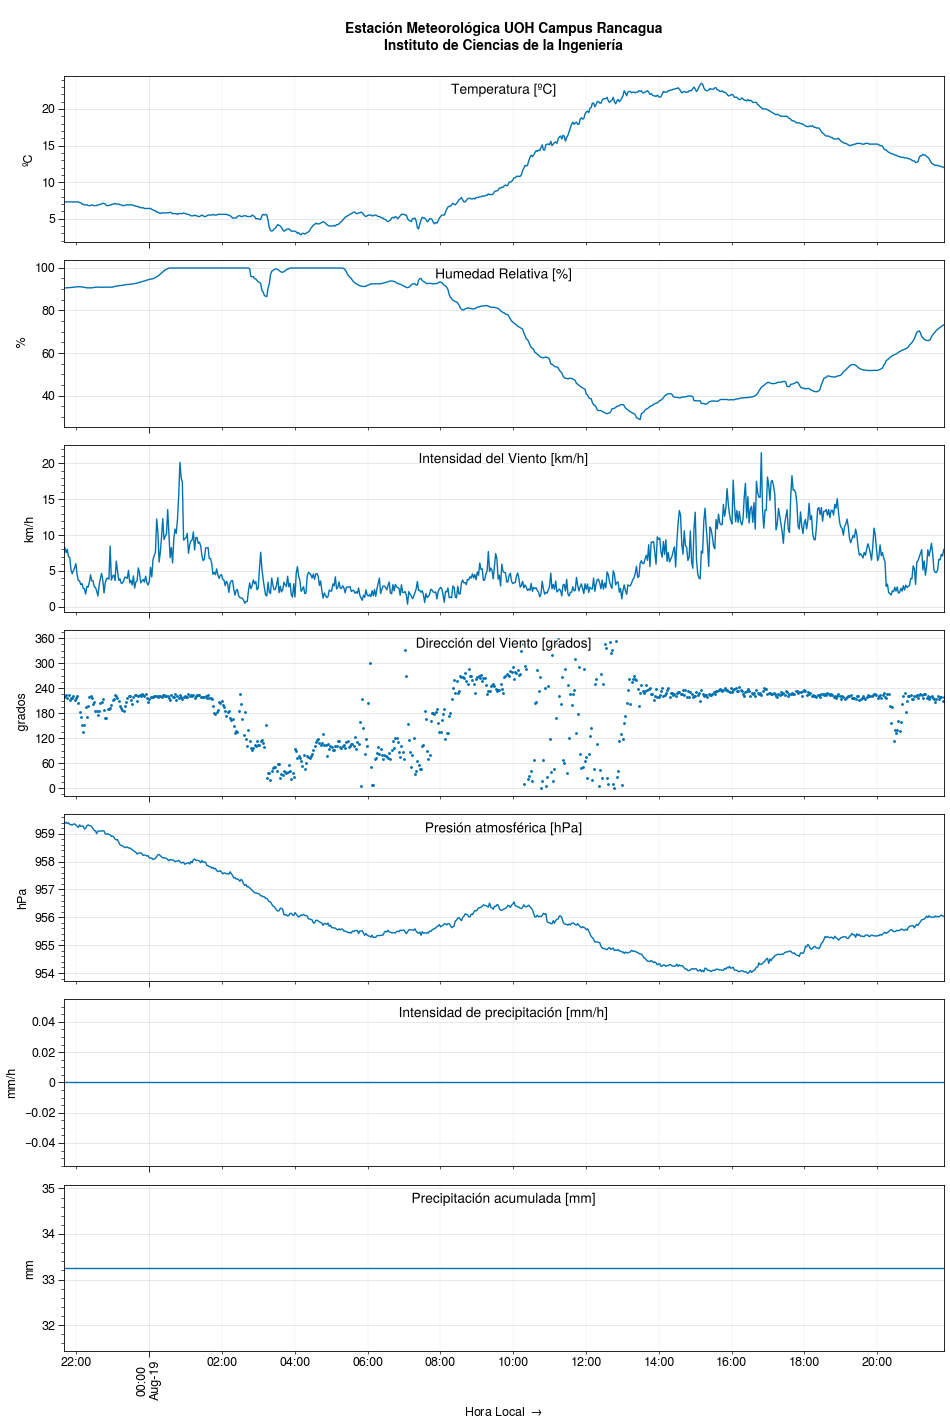 Estación Meteorológica UOH Campus Rancagua
Instituto de Ciencias de la Ingeniería
Temperatura [ºC]
ºC
20
15
10
5
Humedad Relativa [%]
%
100
80
60
40
Intensidad del Viento [km/h]
km/h
20
15
10
5
0
Dirección del Viento [grados]
grados
360
300
240
180
120
60
0
Presión atmosférica [hPa]
hPa
959
958
957
956
955
954
Intensidad de precipitación [mm/h]
mm/h
0.04
0.02
0
−0.02
−0.04
Precipitación acumulada [mm]
mm
35
34
33
32
22:00
00:00
Aug-19
02:00
04:00
06:00
08:00
10:00
12:00
14:00
16:00
18:00
20:00
Hora Local →